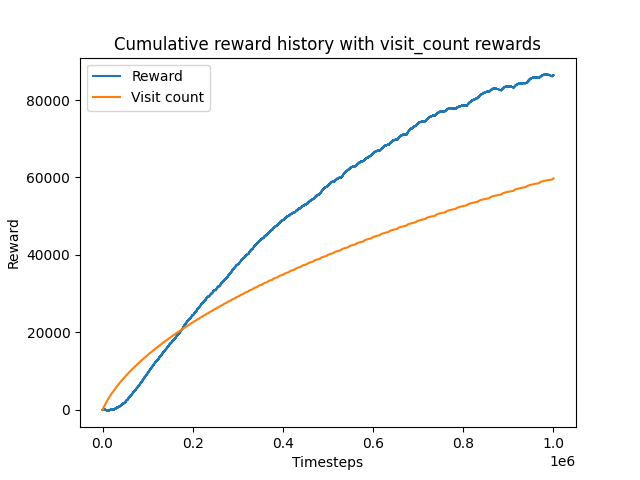 Cumulative reward history with visit_count rewards
Reward
Visit count
80000
60000
40000
20000
0
Reward
0.0 0.2 0.4 0.6 0.8 1.0
1e6
Timesteps